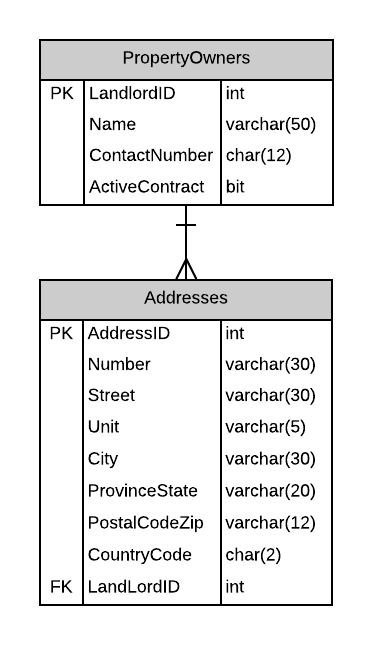 PropertyOwners
PK LandlordID int
Name varchar(50)
ContactNumber char(12)
ActiveContract bit
Addresses
PK AddressID int
Number varchar(30)
Street varchar(30)
Unit varchar(5)
City varchar(30)
ProvinceState varchar(20)
PostalCodeZip varchar(12)
CountryCode char(2)
FK LandLordID int